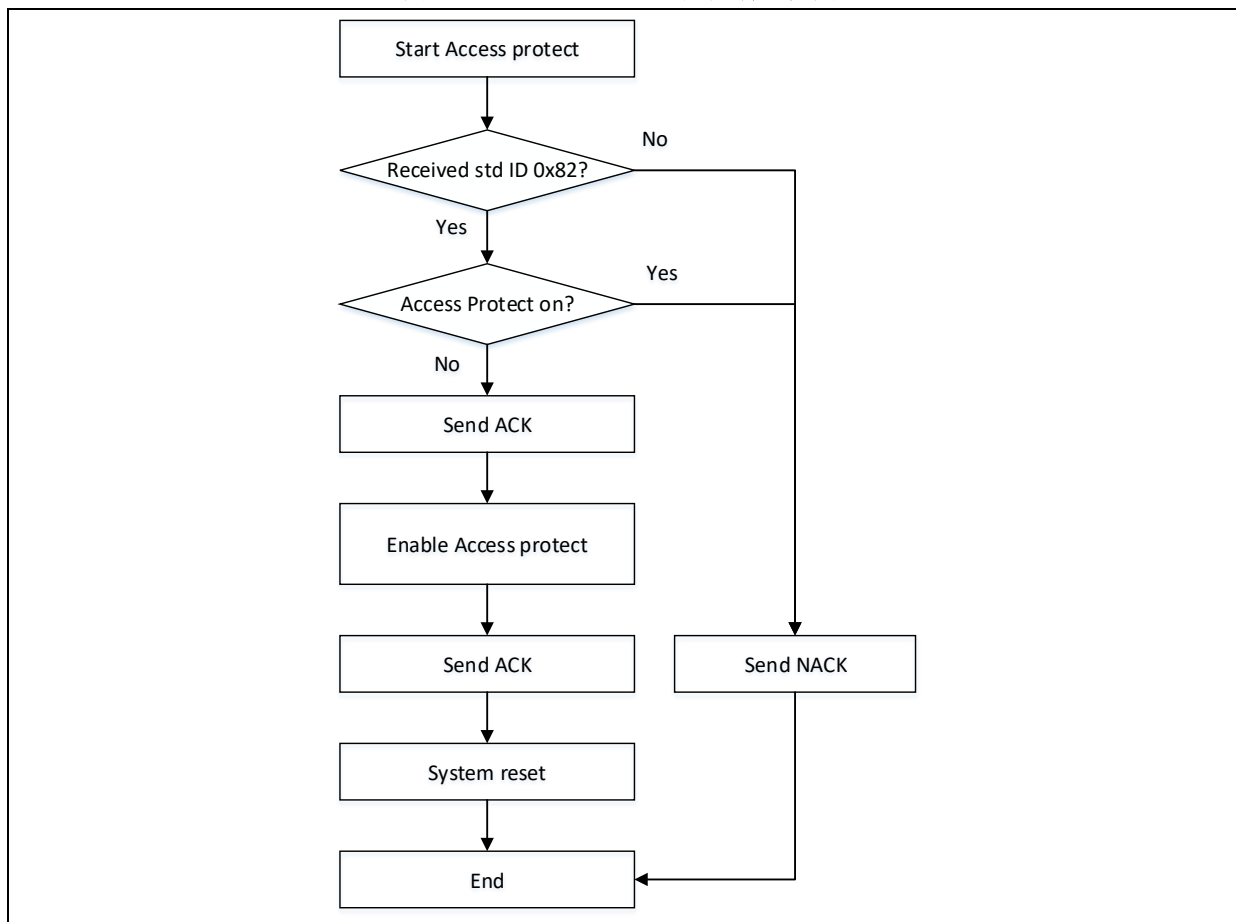 Start Access protect
No
Received std ID 0x82?
Yes
Yes
Access Protect on?
No
Send ACK
Enable Access protect
Send ACK
Send NACK
System reset
End